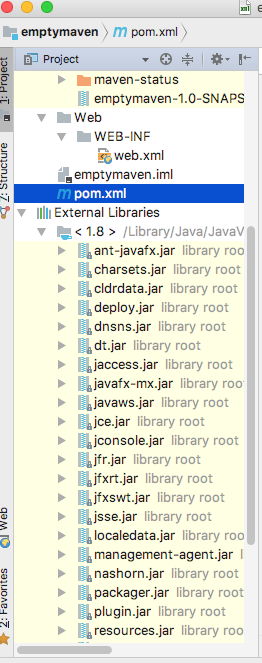 xml
emptymaven
pom.xml
Project
maven-status
emptymaven-1.0-SNAPS
Web
WEB-INF
web.xml
emptymaven.iml
pom.xml
External Libraries
< 1.8 > /Library/Java/JavaV
ant-javafx.jar library root
charsets.jar library root
cldrdata.jar library root
deploy.jar library root
dnsns.jar library root
dt.jar library root
jaccess.jar library root
javafx-mx.jar library root
javaws.jar library root
jce.jar library root
jconsole.jar library root
jfr.jar library root
jfxrt.jar library root
jfxswt.jar library root
jsse.jar library root
localedata.jar library root
management-agent.jar
nashorn.jar library root
packager.jar library root
plugin.jar library root
resources.jar library root
1: Project
7: Structure
Web
2: Favorites